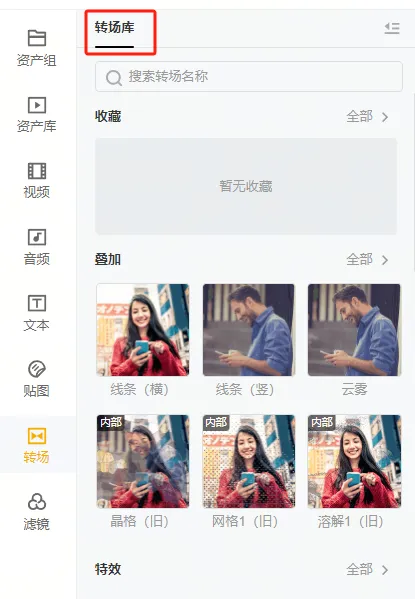 转场库
资产组
搜索转场名称
收藏
全部
资产库
暂无收藏
视频
音频
叠加
全部
文本
线条（横）
线条（竖）
云雾
贴图
内部
内部
内部
转场
晶格（旧）
网格1（旧）
溶解1（旧）
滤镜
特效
全部